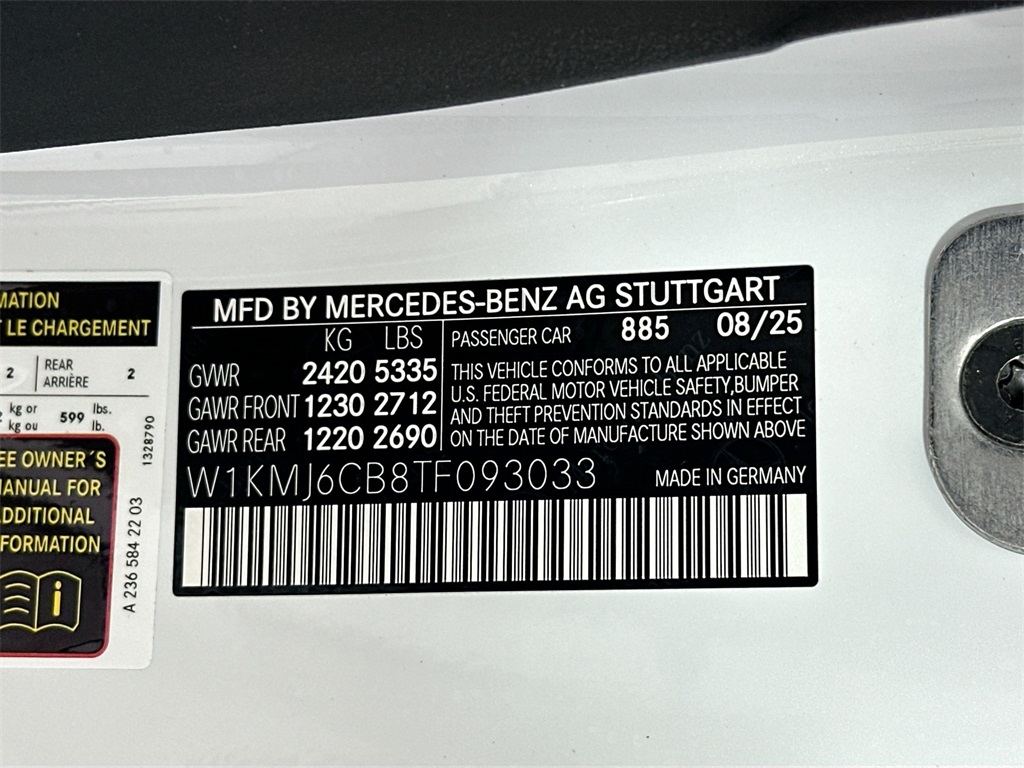 MATION
T LE CHARGEMENT
2 REAR ARRIÈRE 2
kg or
kg ou 599 lbs.
lb.
EE OWNER´S
MANUAL FOR
ADDITIONAL
FORMATION
i
1328790
A 236 584 22 03
MFD BY MERCEDES-BENZ AG STUTTGART
KG LBS
GVWR 2420 5335
GAWR FRONT 1230 2712
GAWR REAR 1220 2690
PASSENGER CAR 885 08/25
THIS VEHICLE CONFORMS TO ALL APPLICABLE
U.S. FEDERAL MOTOR VEHICLE SAFETY,BUMPER
AND THEFT PREVENTION STANDARDS IN EFFECT
ON THE DATE OF MANUFACTURE SHOWN ABOVE
W1KMJ6CB8TF093033
MADE IN GERMANY